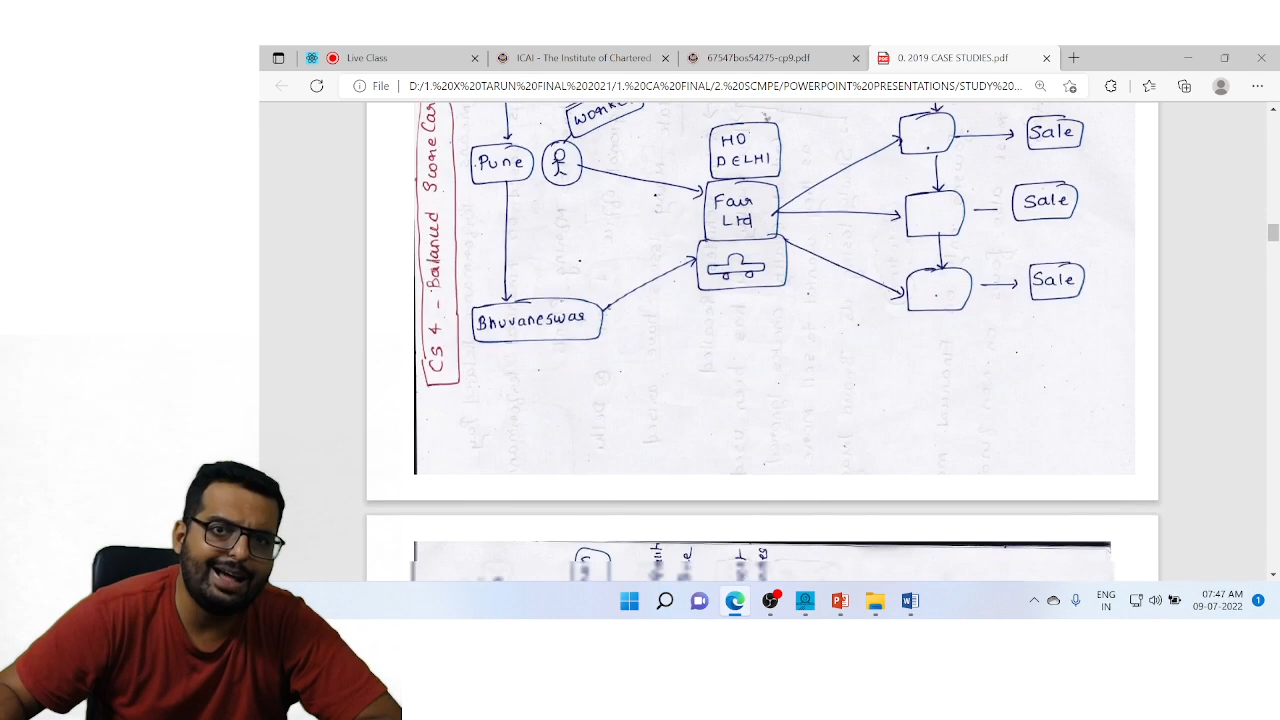 Live Class
ICAI - The Institute of Chartered
67547bos54275-cp9.pdf
0. 2019 CASE STUDIES.pdf
File
D:/1.%20X%20TARUN%20FINAL%202021/1.%20CA%20FINAL/2.%20SCMPE/POWERPOINT%20PRESENTATIONS/STUDY%20...
CS 4 - Balanced Score Car
Pune
HO
DELHI
Fair
Ltd
Sale
Sale
Sale
Bhuvaneswar
ENG
IN
07:47 AM
09-07-2022
1